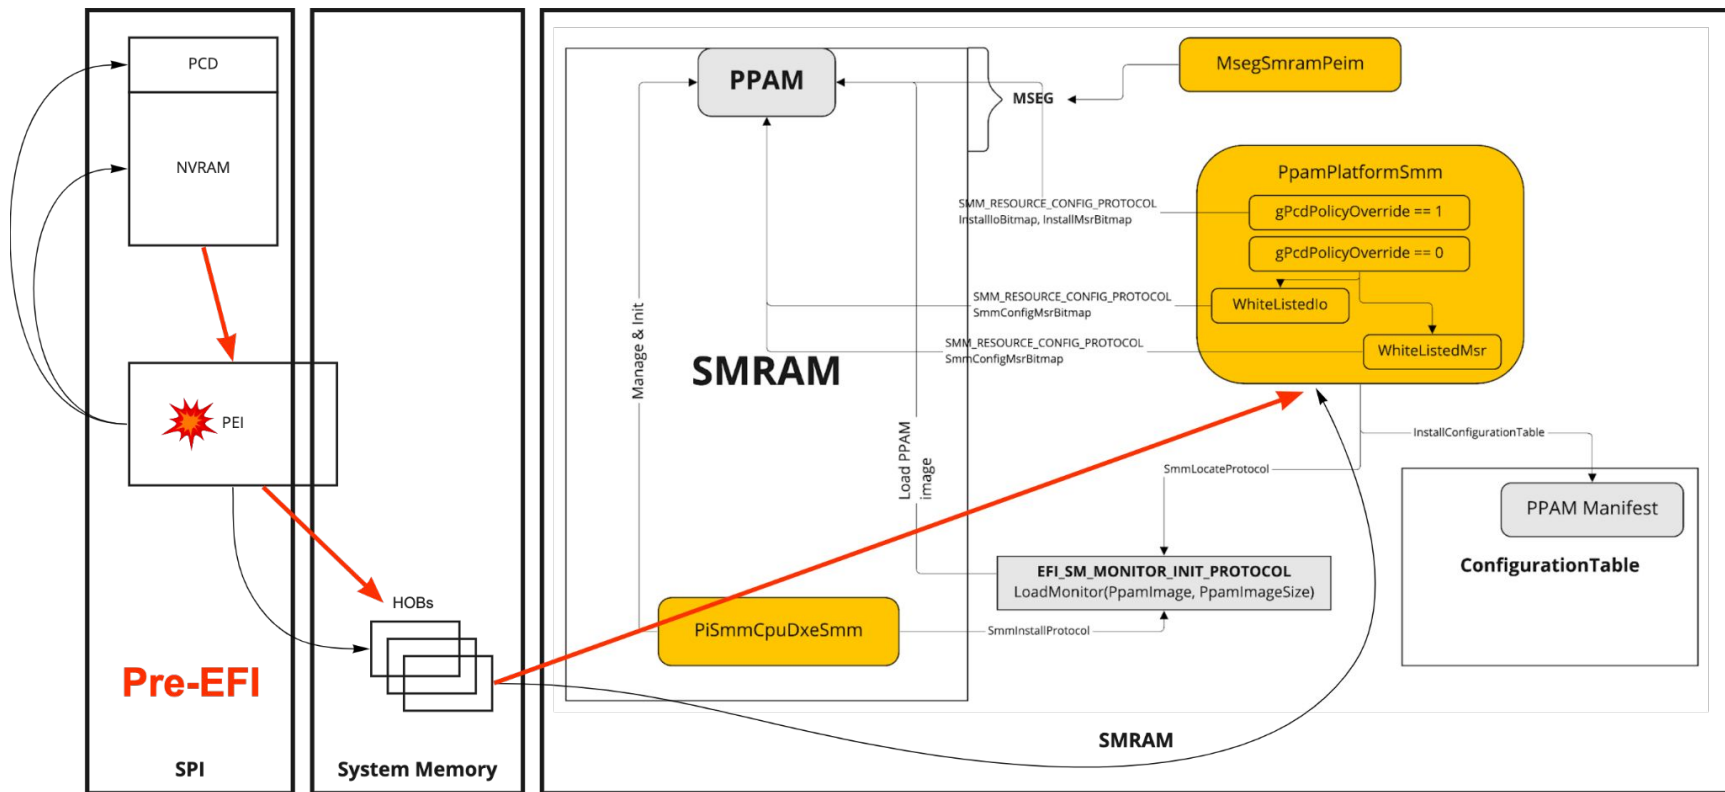 PCD
NVRAM
PEI
Pre-EFI
SPI
HOBs
System Memory
PPAM
MSEG
MsegSmramPeim
PpamPlatformSmm
gPcdPolicyOverride == 1
gPcdPolicyOverride == 0
WhiteListedIo
WhiteListedMsr
SMM_RESOURCE_CONFIG_PROTOCOL
InstallIoBitmap, InstallMsrBitmap
SMM_RESOURCE_CONFIG_PROTOCOL
SmmConfigMsrBitmap
SMM_RESOURCE_CONFIG_PROTOCOL
SmmConfigMsrBitmap
Manage & Init
SMRAM
Load PPAM
image
InstallConfigurationTable
SmmLocateProtocol
PPAM Manifest
ConfigurationTable
EFI_SM_MONITOR_INIT_PROTOCOL
LoadMonitor(PpamImage, PpamImageSize)
PiSmmCpuDxeSmm
SmmInstallProtocol
SMRAM